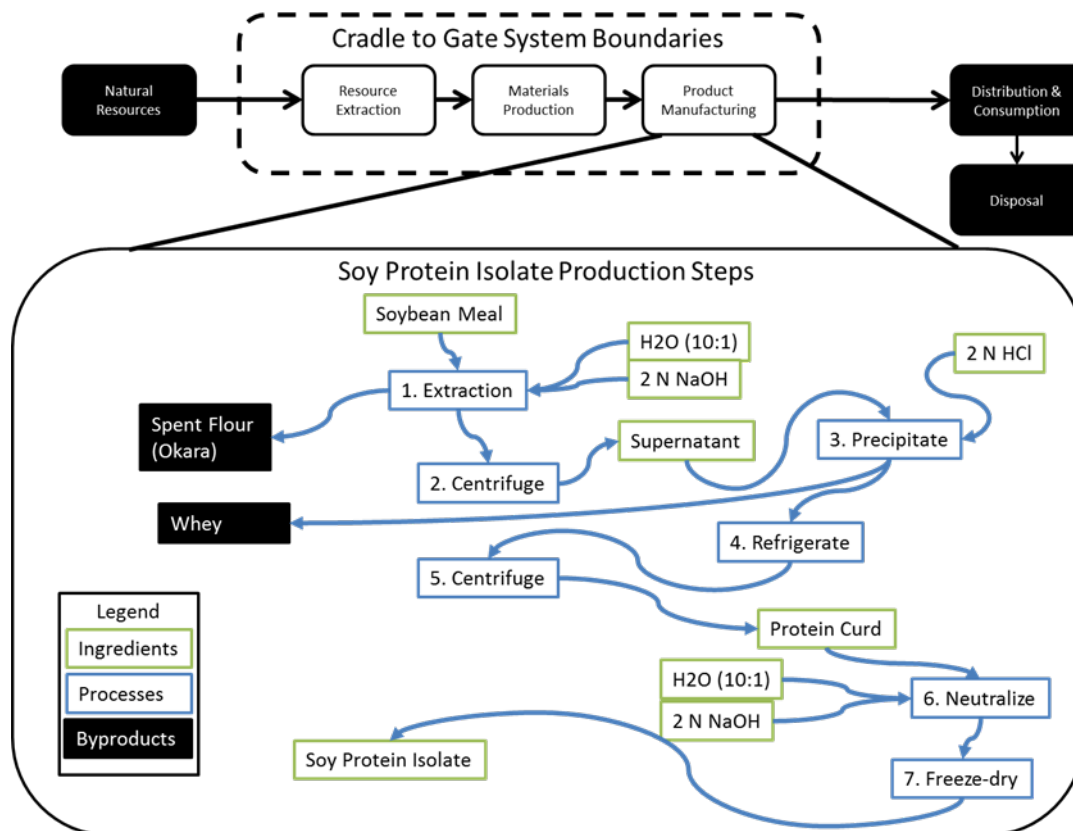 Cradle to Gate System Boundaries
Natural
Resources
Resource
Extraction
Materials
Production
Product
Manufacturing
Distribution &
Consumption
Disposal
Soy Protein Isolate Production Steps
Soybean Meal
H2O (10:1)
2 N NaOH
2 N HCl
1. Extraction
Spent Flour
(Okara)
Supernatant
3. Precipitate
2. Centrifuge
Whey
4. Refrigerate
5. Centrifuge
Legend
Ingredients
Processes
Byproducts
Protein Curd
H2O (10:1)
2 N NaOH
6. Neutralize
Soy Protein Isolate
7. Freeze-dry